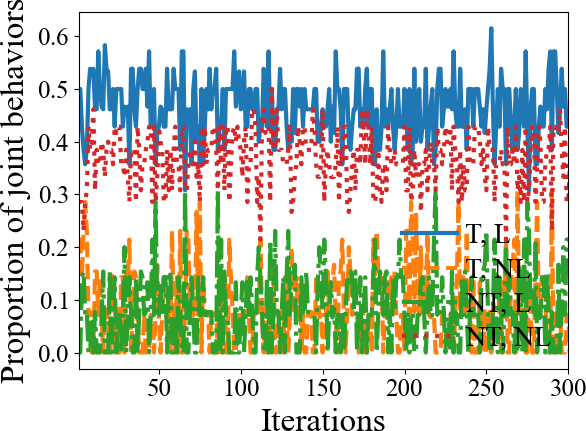 Proportion of joint behaviors
0.6
0.5
0.4
0.3
0.2
0.1
0.0
T, L
T, NL
NT, L
NT, NL
50
100
150
200
250
300
Iterations